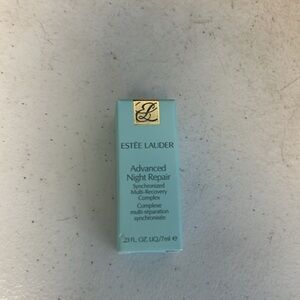 EL
ESTĒE LAUDER
Advanced
Night Repair
Synchronized
Multi-Recovery
Complex
Complexe
multi-réparation
synchronisée
.23 FL. OZ. LIQ./7ml e